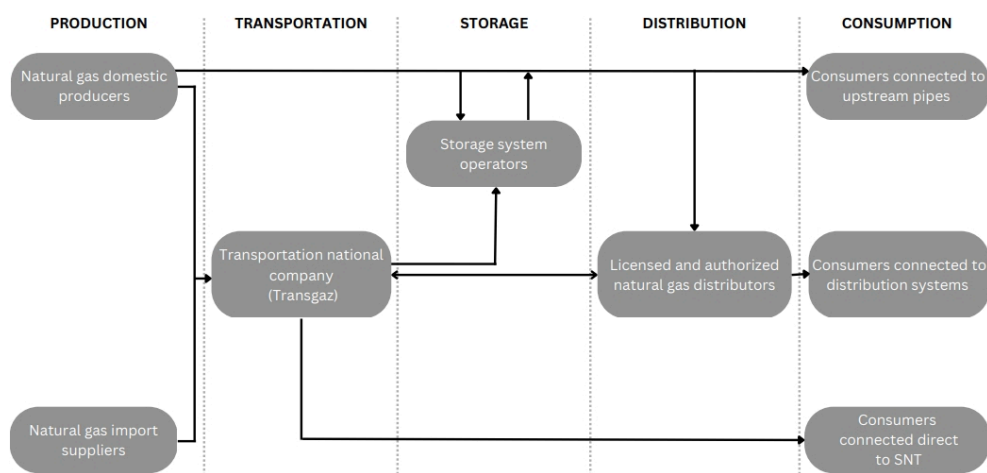 PRODUCTION TRANSPORTATION STORAGE DISTRIBUTION CONSUMPTION
Natural gas domestic
producers
Consumers connected to
upstream pipes
Storage system
operators
Transportation national
company
(Transgaz)
Licensed and authorized
natural gas distributors
Consumers connected to
distribution systems
Natural gas import
suppliers
Consumers
connected direct
to SNT